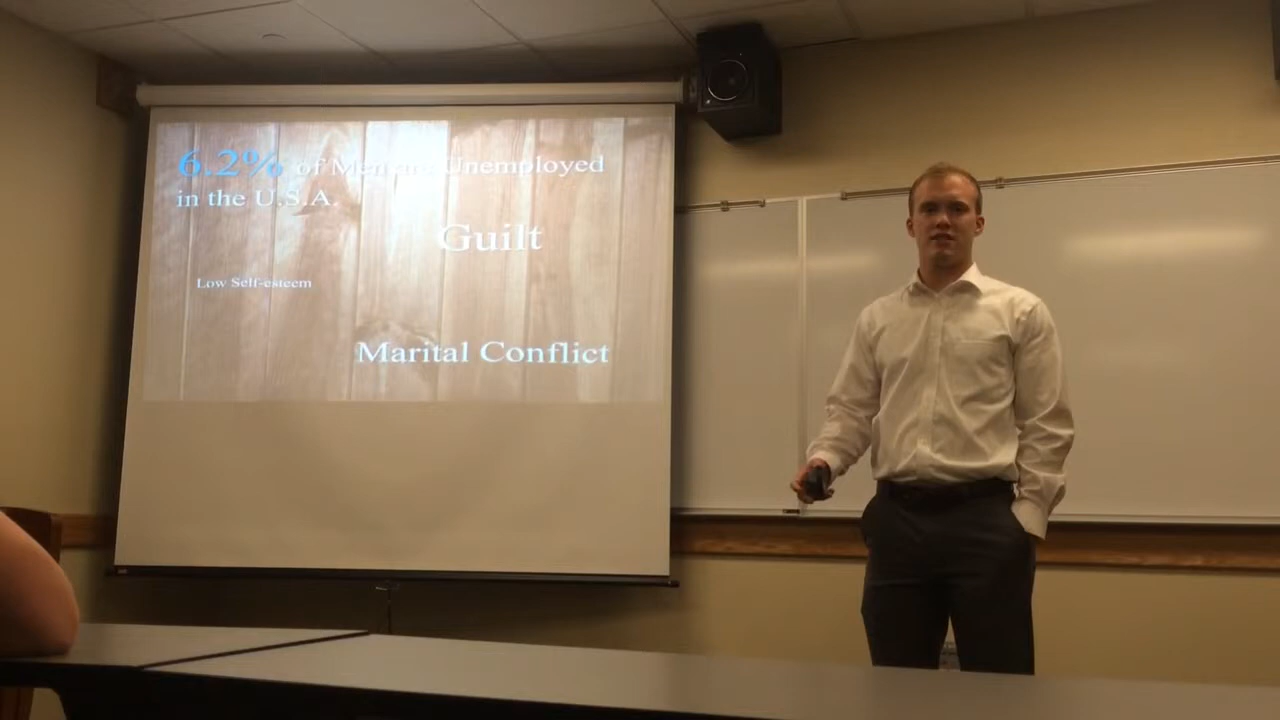 6.2% of Men are Unemployed
in the U.S.A.
Guilt
Low Self-esteem
Marital Conflict